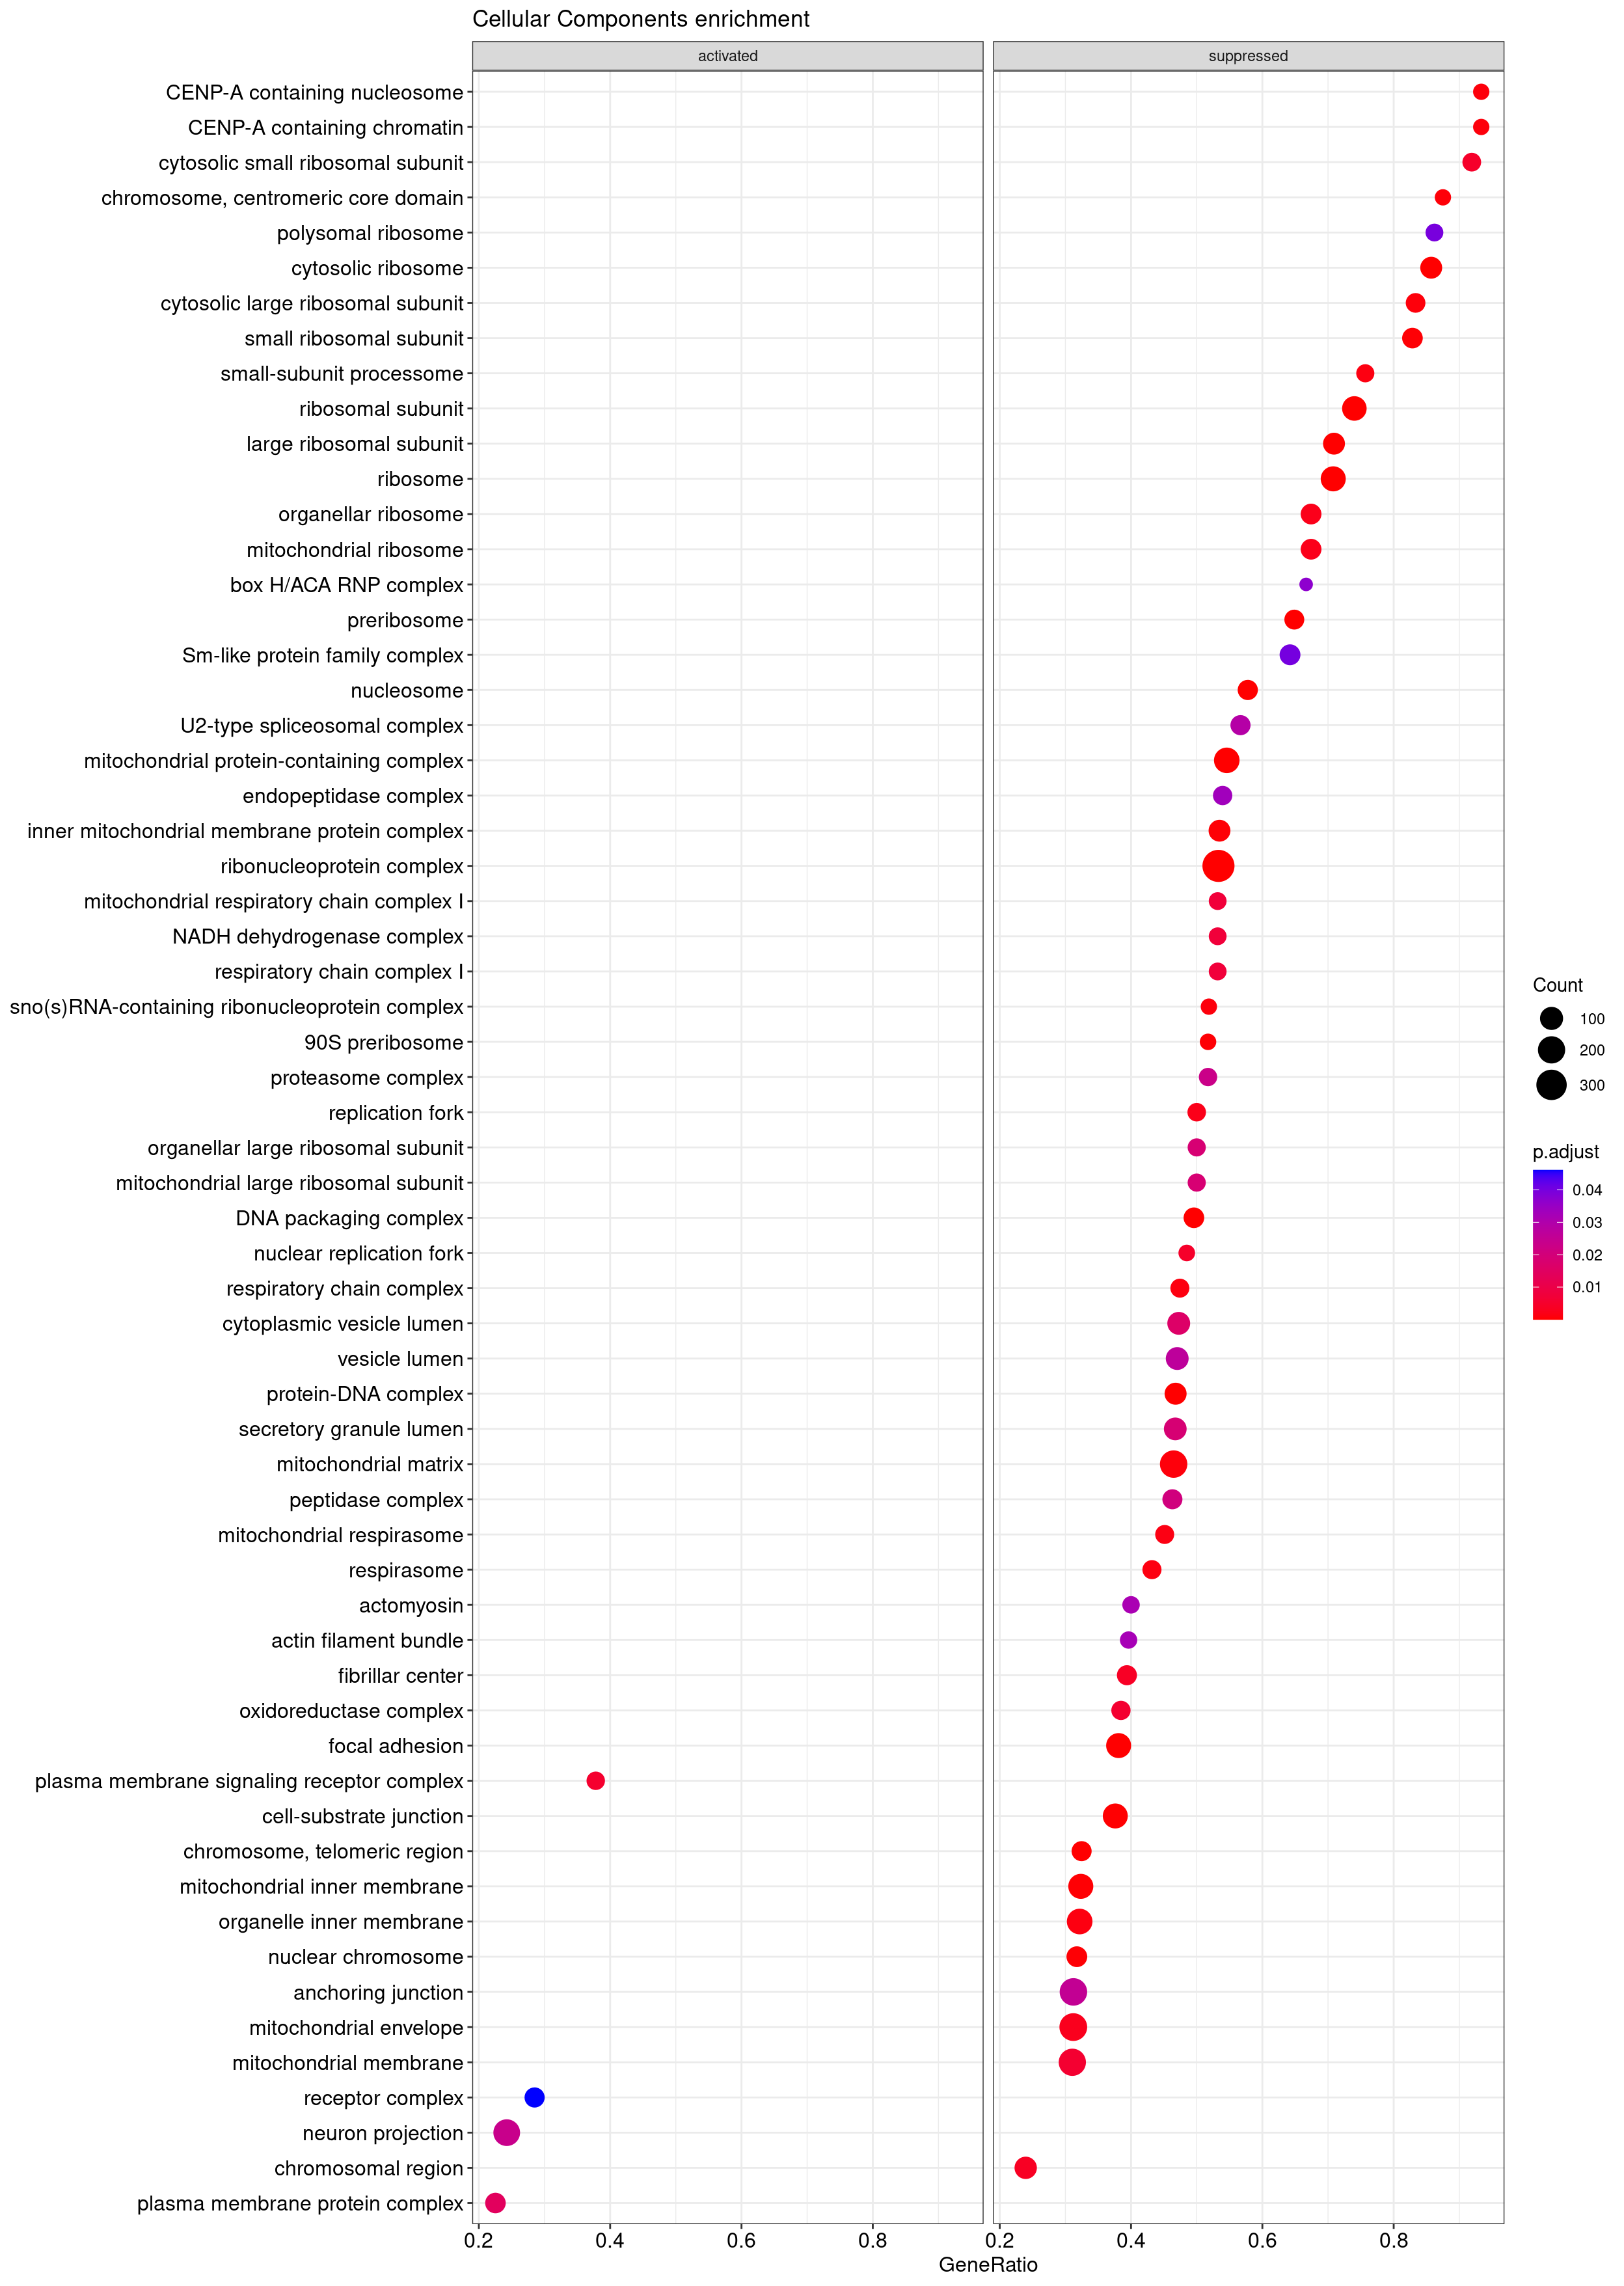 Cellular Components enrichment
activated
suppressed
CENP-A containing nucleosome
CENP-A containing chromatin
cytosolic small ribosomal subunit
chromosome, centromeric core domain
polysomal ribosome
cytosolic ribosome
cytosolic large ribosomal subunit
small ribosomal subunit
small-subunit processome
ribosomal subunit
large ribosomal subunit
ribosome
organellar ribosome
mitochondrial ribosome
box H/ACA RNP complex
preribosome
Sm-like protein family complex
nucleosome
U2-type spliceosomal complex
mitochondrial protein-containing complex
endopeptidase complex
inner mitochondrial membrane protein complex
ribonucleoprotein complex
mitochondrial respiratory chain complex I
NADH dehydrogenase complex
respiratory chain complex I
sno(s)RNA-containing ribonucleoprotein complex
90S preribosome
proteasome complex
replication fork
organellar large ribosomal subunit
mitochondrial large ribosomal subunit
DNA packaging complex
nuclear replication fork
respiratory chain complex
cytoplasmic vesicle lumen
vesicle lumen
protein-DNA complex
secretory granule lumen
mitochondrial matrix
peptidase complex
mitochondrial respirasome
respirasome
actomyosin
actin filament bundle
fibrillar center
oxidoreductase complex
focal adhesion
plasma membrane signaling receptor complex
cell-substrate junction
chromosome, telomeric region
mitochondrial inner membrane
organelle inner membrane
nuclear chromosome
anchoring junction
mitochondrial envelope
mitochondrial membrane
receptor complex
neuron projection
chromosomal region
plasma membrane protein complex
0.2 0.4 0.6 0.8 0.2 0.4 0.6 0.8
GeneRatio
Count
100
200
300
p.adjust
0.04
0.03
0.02
0.01